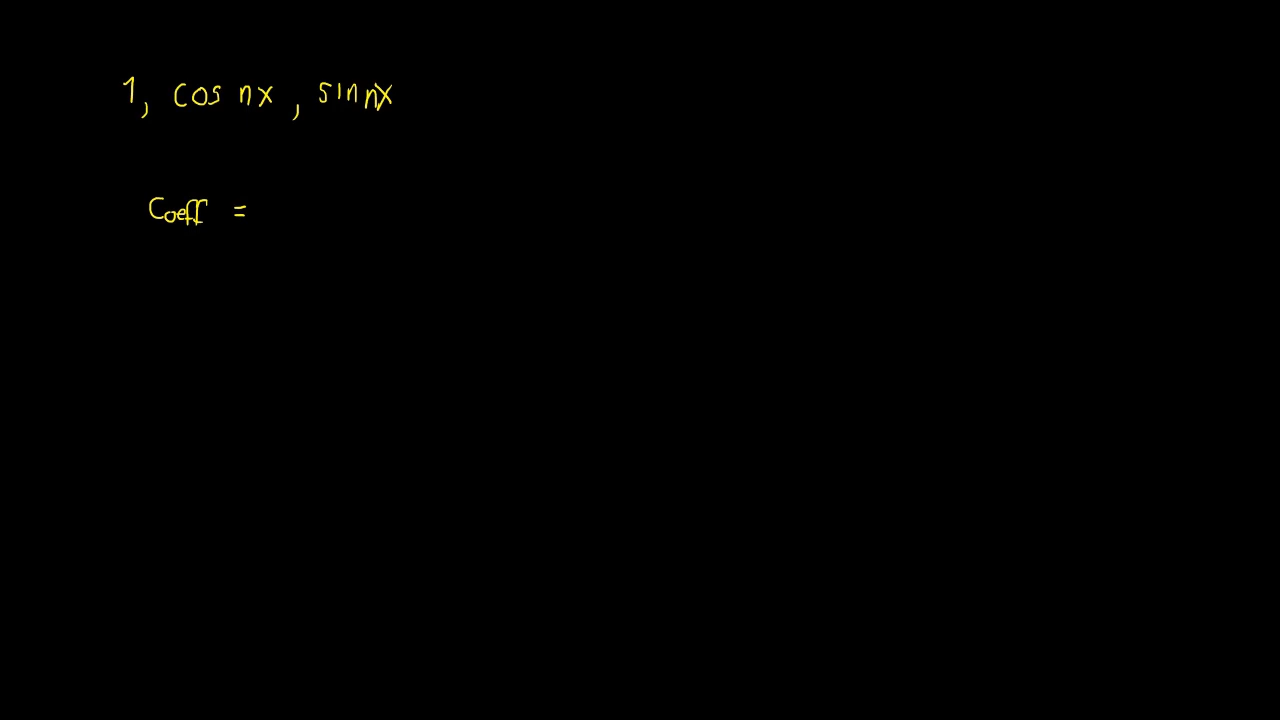 1, cos nx, sin nx
Coeff =